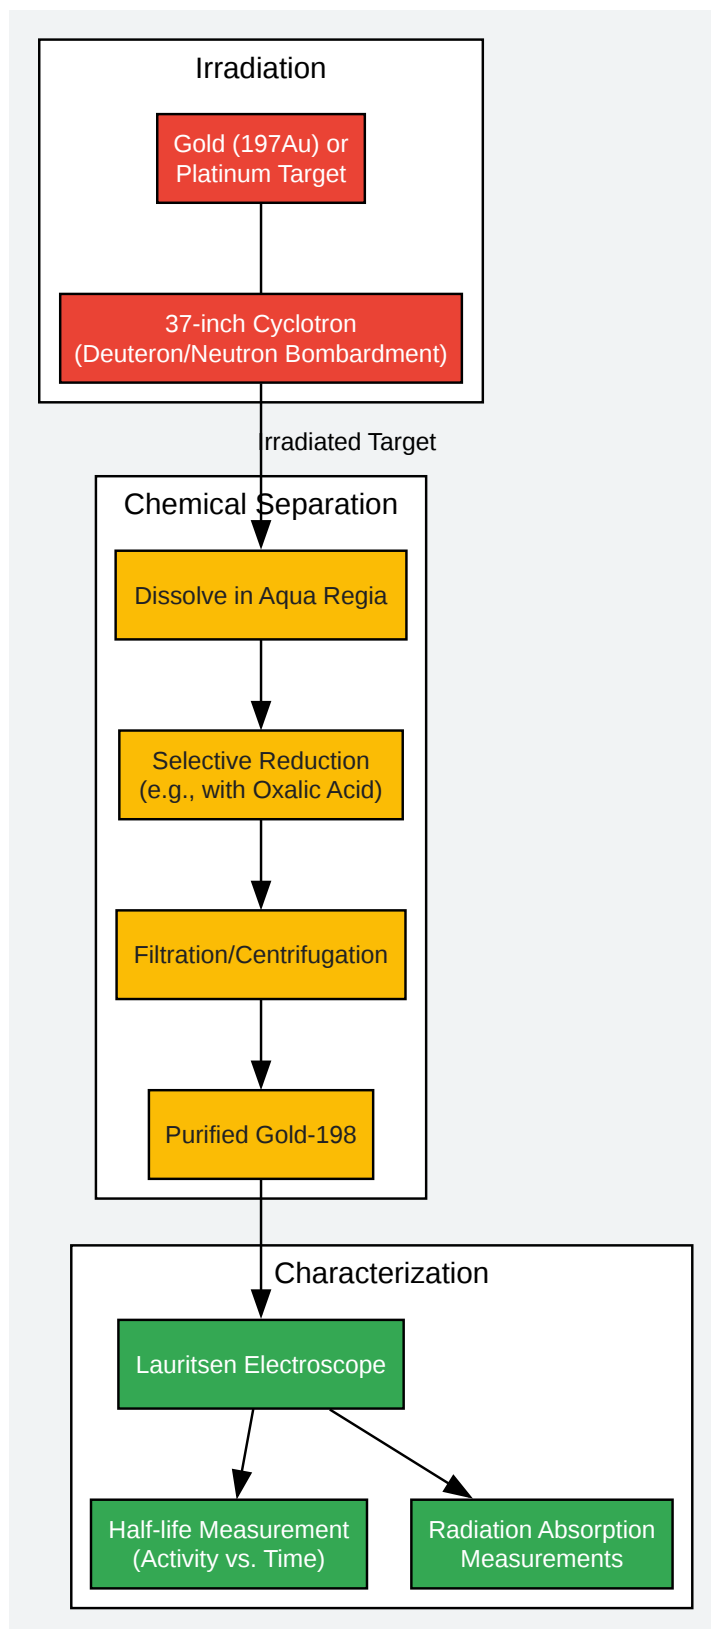 Irradiation
Gold (197Au) or
Platinum Target
37-inch Cyclotron
(Deuteron/Neutron Bombardment)
Irradiated Target
Chemical Separation
Dissolve in Aqua Regia
Selective Reduction
(e.g., with Oxalic Acid)
Filtration/Centrifugation
Purified Gold-198
Characterization
Lauritsen Electroscope
Half-life Measurement
(Activity vs. Time)
Radiation Absorption
Measurements